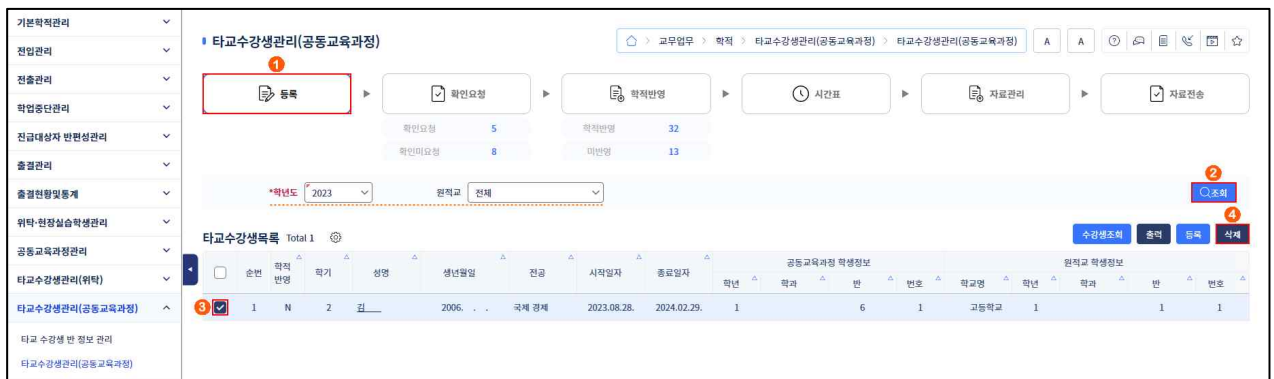 기본학적관리
전입관리
전출관리
학업중단관리
진급대상자 반편성관리
출결관리
출결현황및통계
위탁·현장실습학생관리
공동교육과정관리
타교수강생관리(위탁)
타교수강생관리(공동교육과정)
타교 수강생 반 정보 관리
타교수강생관리(공동교육과정)
타교수강생관리(공동교육과정)
교무업무 > 학적 > 타교수강생관리(공동교육과정) > 타교수강생관리(공동교육과정) A A
1
등록 ▶ 확인요청 ▶ 학적반영 ▶ 시간표 ▶ 자료관리 ▶ 자료전송
확인요청 5 학적반영 32
확인미요청 8 미반영 13
2
*학년도 2023 원적교 전체 조회
4
타교수강생목록 Total 1 수강생조회 출력 등록 삭제
순번 학적반영 학기 성명 생년월일 전공 시작일자 종료일자 공동교육과정 학생정보 원적교 학생정보
학년 학과 반 번호 학교명 학년 학과 반 번호
3 1 N 2 김 2006. . . 국제 경제 2023.08.28. 2024.02.29. 1 6 1 고등학교 1 1 1